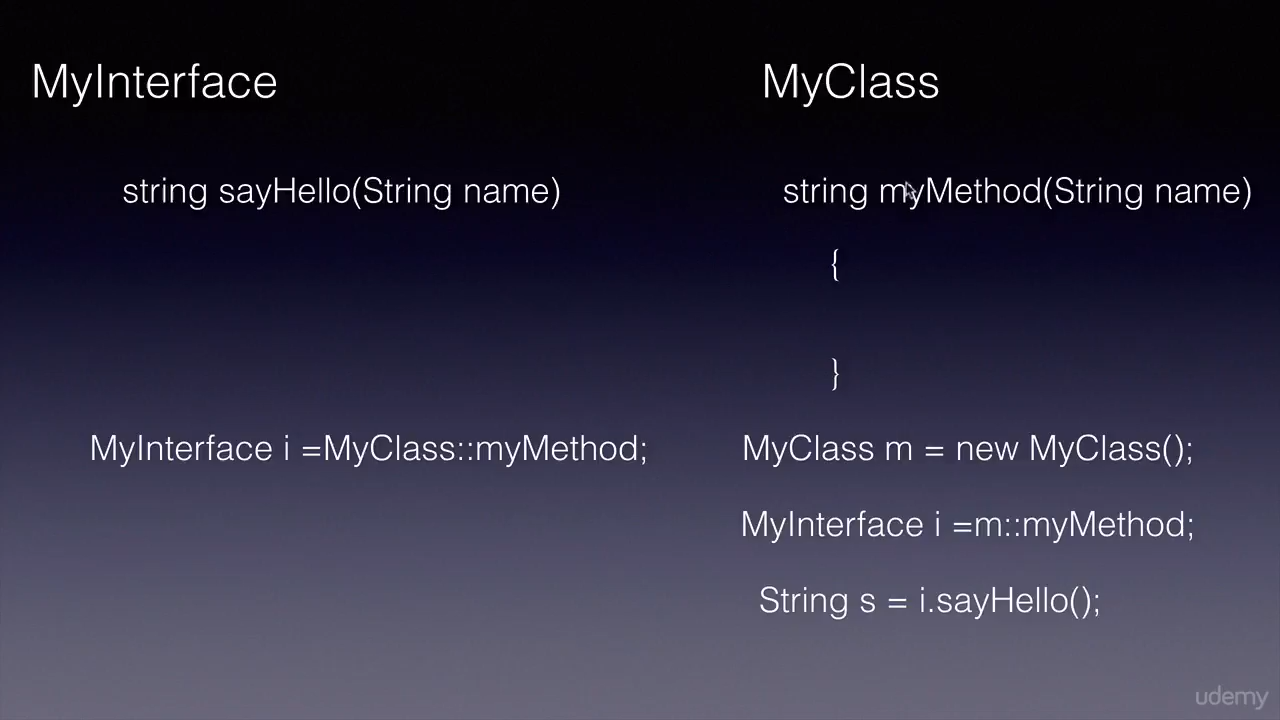 MyInterface
string sayHello(String name)
MyInterface i =MyClass::myMethod;
MyClass
string myMethod(String name)
{
}
MyClass m = new MyClass();
MyInterface i =m::myMethod;
String s = i.sayHello();
udemy